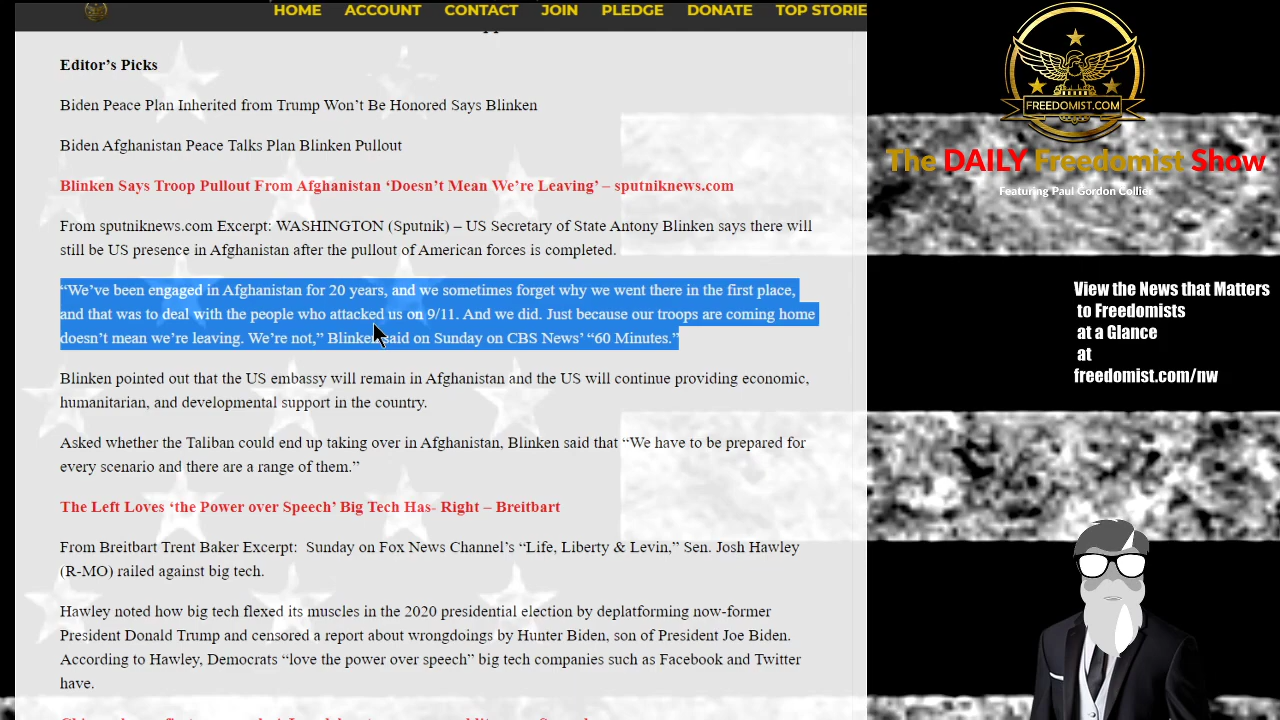 HOME ACCOUNT CONTACT JOIN PLEDGE DONATE TOP STORIE
Editor’s Picks
Biden Peace Plan Inherited from Trump Won’t Be Honored Says Blinken
Biden Afghanistan Peace Talks Plan Blinken Pullout
Blinken Says Troop Pullout From Afghanistan ‘Doesn’t Mean We’re Leaving’ – sputniknews.com
From sputniknews.com Excerpt: WASHINGTON (Sputnik) – US Secretary of State Antony Blinken says there will
still be US presence in Afghanistan after the pullout of American forces is completed.
“We’ve been engaged in Afghanistan for 20 years, and we sometimes forget why we went there in the first place,
and that was to deal with the people who attacked us on 9/11. And we did. Just because our troops are coming home
doesn’t mean we’re leaving. We’re not,” Blinken said on Sunday on CBS News’ “60 Minutes.”
Blinken pointed out that the US embassy will remain in Afghanistan and the US will continue providing economic,
humanitarian, and developmental support in the country.
Asked whether the Taliban could end up taking over in Afghanistan, Blinken said that “We have to be prepared for
every scenario and there are a range of them.”
The Left Loves ‘the Power over Speech’ Big Tech Has- Right – Breitbart
From Breitbart Trent Baker Excerpt:  Sunday on Fox News Channel’s “Life, Liberty & Levin,” Sen. Josh Hawley
(R-MO) railed against big tech.
Hawley noted how big tech flexed its muscles in the 2020 presidential election by deplatforming now-former
President Donald Trump and censored a report about wrongdoings by Hunter Biden, son of President Joe Biden.
According to Hawley, Democrats “love the power over speech” big tech companies such as Facebook and Twitter
have.
FREEDOMIST.COM
The DAILY Freedomist Show
Featuring Paul Gordon Collie
View the News that Matters
to Freedomists
at a Glance
at
freedomist.com/nw